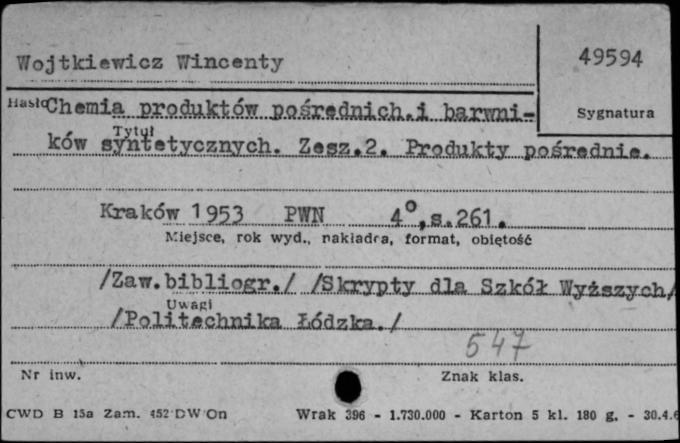 Wojtkiewicz Wincenty
49594
Hasło
Sygnatura
Chemia produktów pośrednich i barwni-
Tytuł
ków syntetycznych. Zesz.2. Produkty pośrednie.
Kraków 1953 PWN 4°,s.261.
Miejsce, rok wyd., nakładca, format, objętość
/Zaw.bibliogr./ /Skrypty dla Szkół Wyższych/
Uwagi
/Politechnika Łódzka./
547
Nr inw.
Znak klas.
CWD B 15a Zam. 452 DW On Wrak 396 - 1.730.000 - Karton 5 kl. 180 g. - 30.4.6